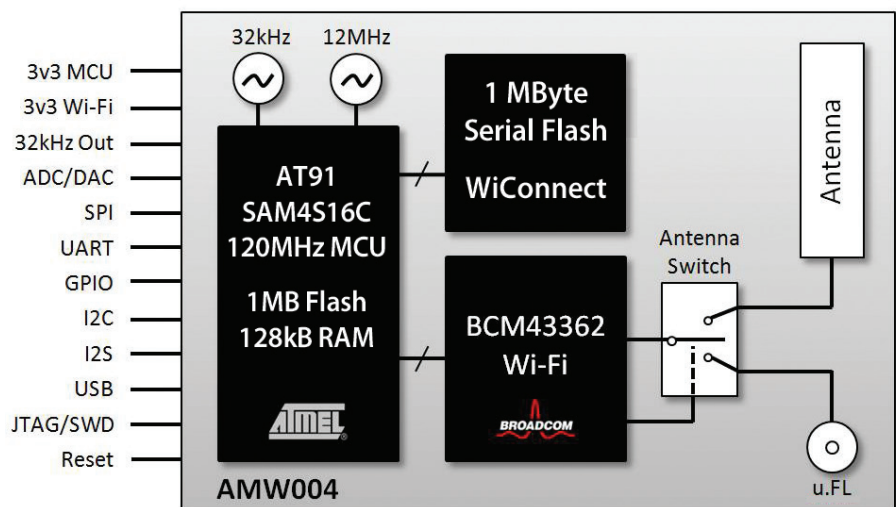 3v3 MCU
3v3 Wi-Fi
32kHz Out
ADC/DAC
SPI
UART
GPIO
I2C
I2S
USB
JTAG/SWD
Reset
32kHz
12MHz
AT91
SAM4S16C
120MHz MCU
1MB Flash
128kB RAM
ATMEL®
1 MByte
Serial Flash
WiConnect
BCM43362
Wi-Fi
BROADCOM
Antenna
Switch
Antenna
u.FL
AMW004